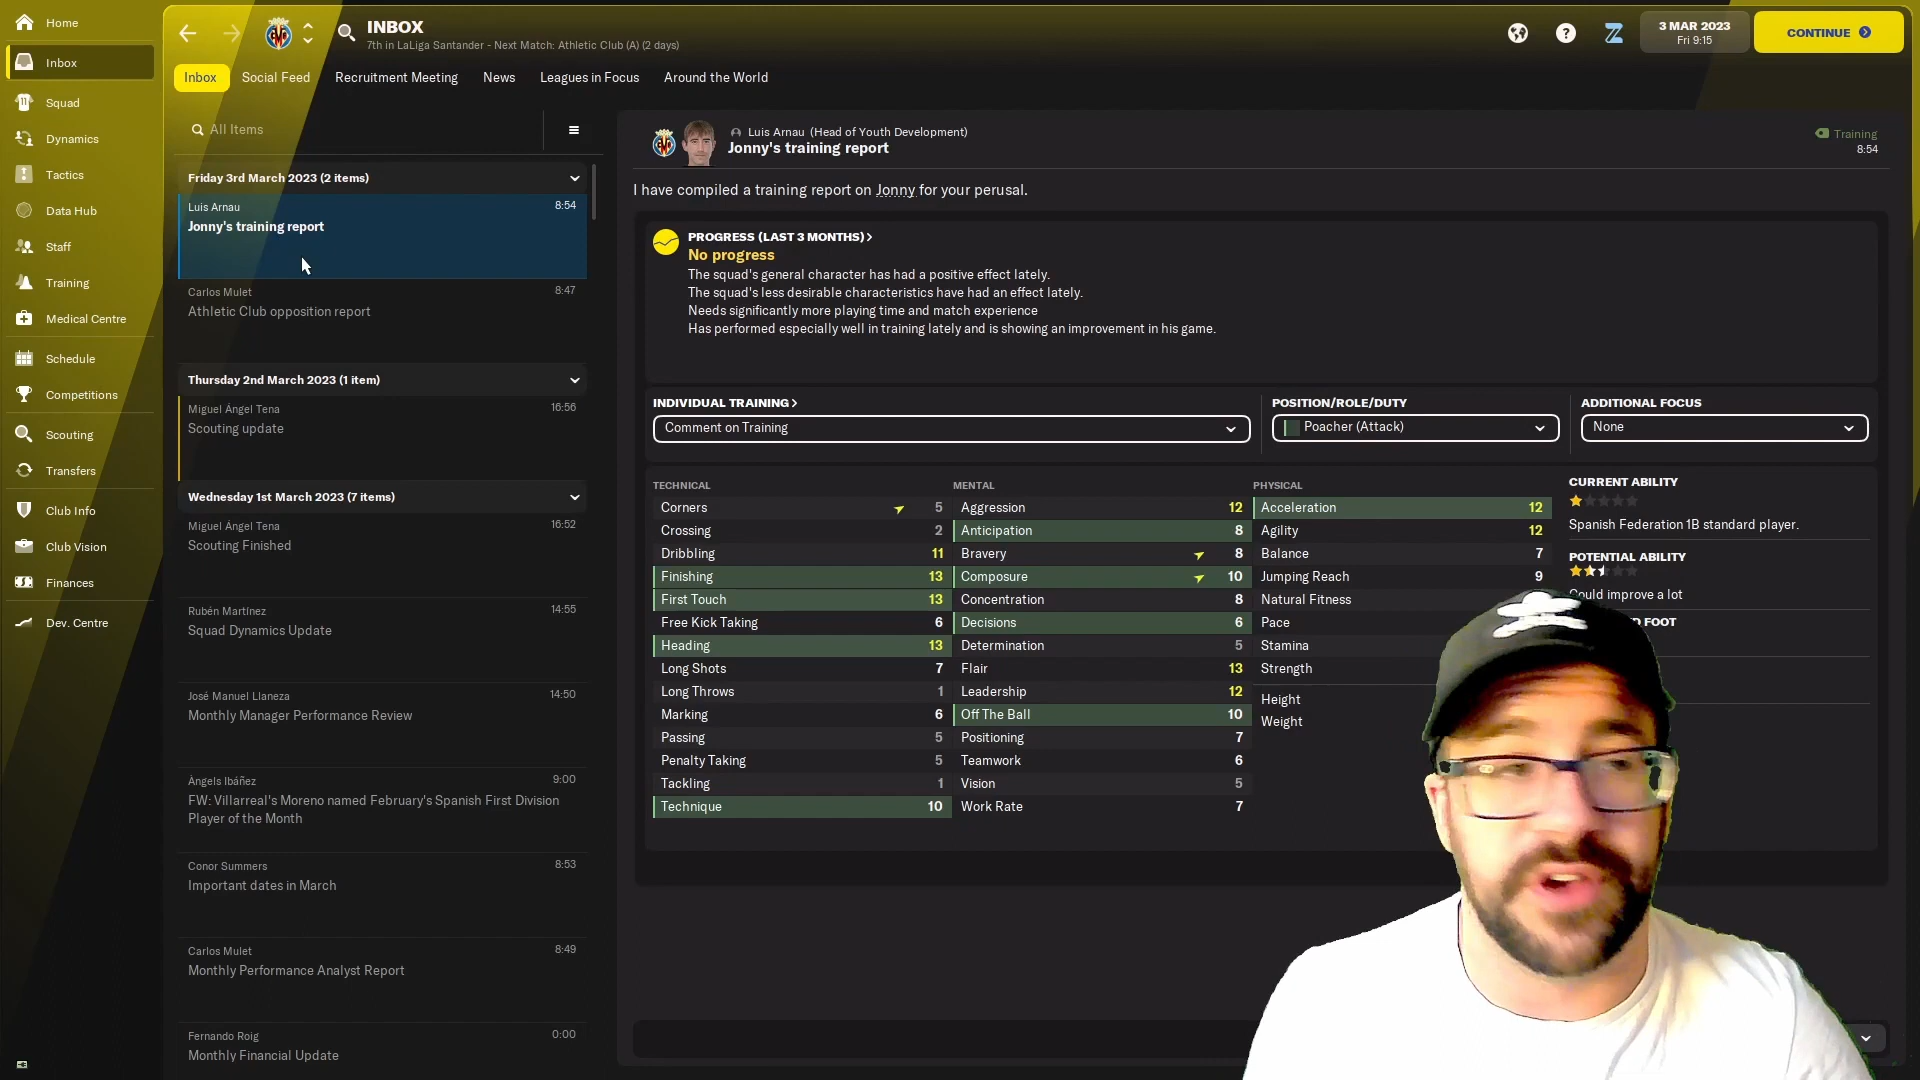 Home
Inbox
Squad
Dynamics
Tactics
Data Hub
Staff
Training
Medical Centre
Schedule
Competitions
Scouting
Transfers
Club Info
Club Vision
Finances
Dev. Centre
INBOX
7th in LaLiga Santander - Next Match: Athletic Club (A) (2 days)
3 MAR 2023
Fri 9:15
CONTINUE
Inbox Social Feed Recruitment Meeting News Leagues in Focus Around the World
All Items
Friday 3rd March 2023 (2 items)
Luis Arnau 8:54
Jonny's training report
Carlos Mulet 8:47
Athletic Club opposition report
Thursday 2nd March 2023 (1 item)
Miguel Ángel Tena 16:56
Scouting update
Wednesday 1st March 2023 (7 items)
Miguel Ángel Tena 16:52
Scouting Finished
Rubén Martínez 14:55
Squad Dynamics Update
José Manuel Llaneza 14:50
Monthly Manager Performance Review
Àngels Ibáñez 9:00
FW: Villarreal's Moreno named February's Spanish First Division
Player of the Month
Conor Summers 8:53
Important dates in March
Carlos Mulet 8:49
Monthly Performance Analyst Report
Fernando Roig 0:00
Monthly Financial Update
Luis Arnau (Head of Youth Development)
Jonny's training report
Training
8:54
I have compiled a training report on Jonny for your perusal.
PROGRESS (LAST 3 MONTHS) >
No progress
The squad's general character has had a positive effect lately.
The squad's less desirable characteristics have had an effect lately.
Needs significantly more playing time and match experience
Has performed especially well in training lately and is showing an improvement in his game.
INDIVIDUAL TRAINING >
Comment on Training
POSITION/ROLE/DUTY
Poacher (Attack)
ADDITIONAL FOCUS
None
TECHNICAL
Corners 5
Crossing 2
Dribbling 11
Finishing 13
First Touch 13
Free Kick Taking 6
Heading 13
Long Shots 7
Long Throws 1
Marking 6
Passing 5
Penalty Taking 5
Tackling 1
Technique 10
MENTAL
Aggression 12
Anticipation 8
Bravery 8
Composure 10
Concentration 8
Decisions 6
Determination 5
Flair 13
Leadership 12
Off The Ball 10
Positioning 7
Teamwork 6
Vision 5
Work Rate 7
PHYSICAL
Acceleration 12
Agility 12
Balance 7
Jumping Reach 9
Natural Fitness
Pace
Stamina
Strength
Height
Weight
CURRENT ABILITY
Spanish Federation 1B standard player.
POTENTIAL ABILITY
Could improve a lot
FOOT